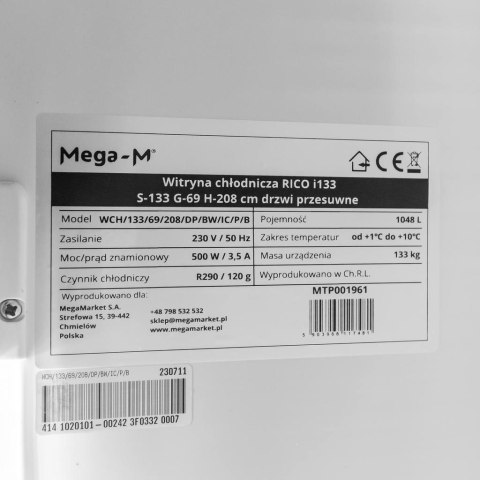 Mega-M®
CE
Witryna chłodnicza RICO i133
S-133 G-69 H-208 cm drzwi przesuwne
Model WCH/133/69/208/DP/BW/IC/P/B
Pojemność 1048 L
Zasilanie 230 V / 50 Hz
Zakres temperatur od +1°C do +10°C
Moc/prąd znamionowy 500 W / 3,5 A
Masa urządzenia 133 kg
Czynnik chłodniczy R290 / 120 g
Wyprodukowano w Ch.R.L.
Wyprodukowano dla:
MegaMarket S.A.
Strefowa 15, 39-442
Chmielów
Polska
+48 798 532 532
sklep@megamarket.pl
www.megamarket.pl
MTP001961
WCH/133/69/208/DP/BW/IC/P/B 230711
414 1020101-00242 3F0332 0007